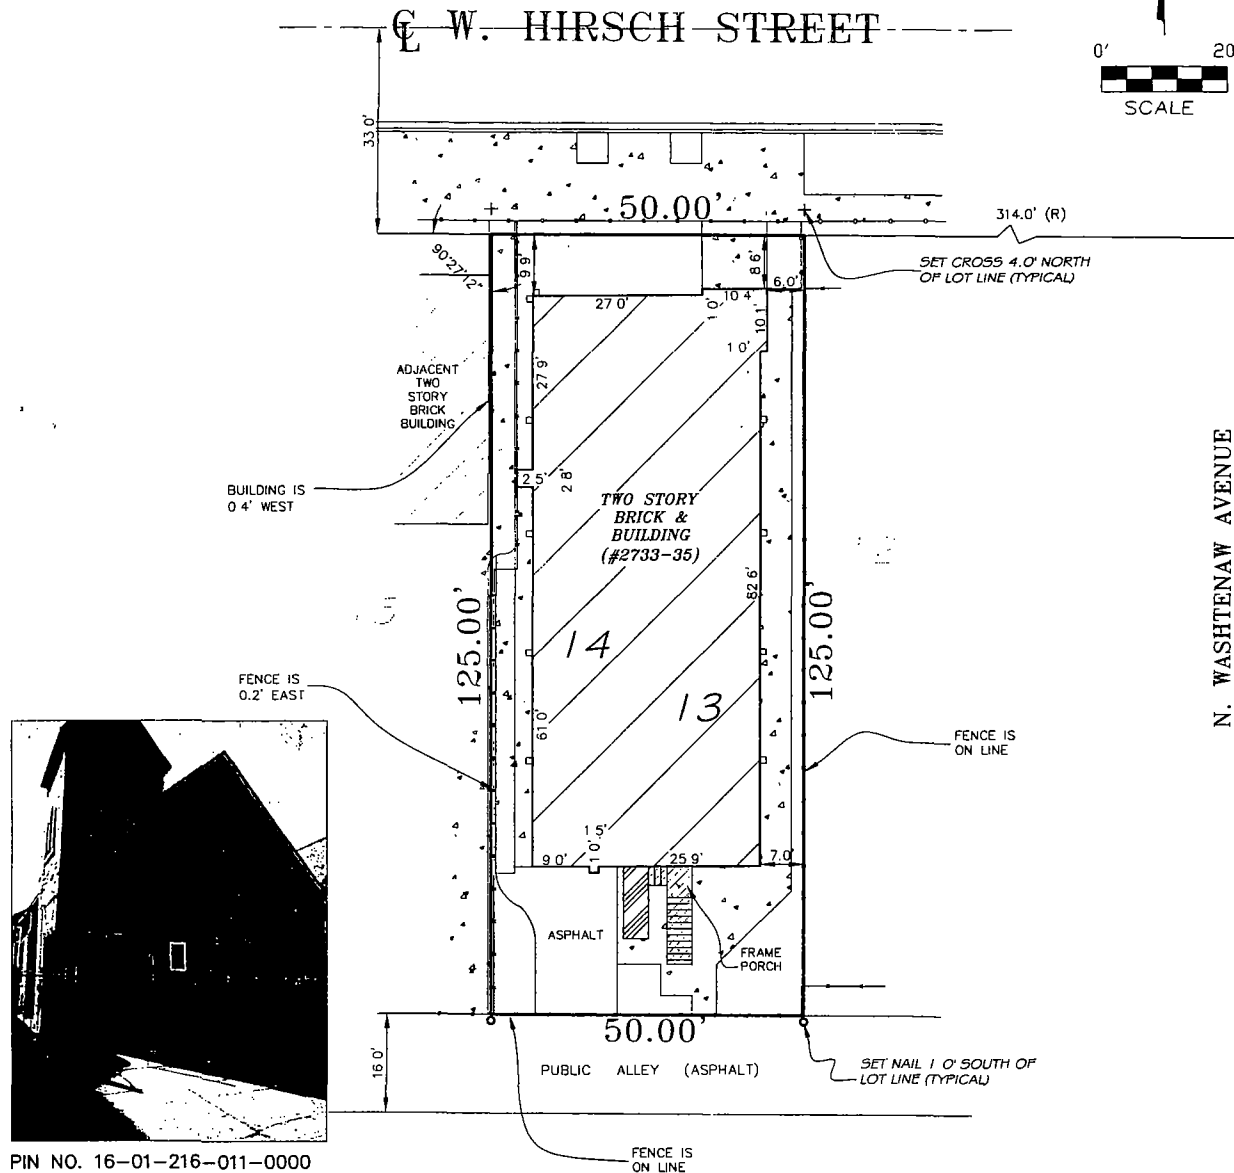 CL W. HIRSCH STREET
0' 20
SCALE
33.0'
50.00'
314.0' (R)
SET CROSS 4.0' NORTH
OF LOT LINE (TYPICAL)
90°27'12"
9 9'
8 6'
6.0'
27 0'
1 0'
10 4'
10.1'
1 0'
27 9'
ADJACENT
TWO
STORY
BRICK
BUILDING
BUILDING IS
0 4' WEST
2.5'
2 8'
TWO STORY
BRICK &
BUILDING
(#2733-35)
82 6'
N. WASHTENAW AVENUE
125.00'
125.00'
14
13
FENCE IS
0.2' EAST
61 0'
FENCE IS
ON LINE
1 5'
9 0'
1 0'
25 9'
7.0'
ASPHALT
FRAME
PORCH
50.00'
16 0'
PUBLIC ALLEY (ASPHALT)
SET NAIL 1 0' SOUTH OF
LOT LINE (TYPICAL)
FENCE IS
ON LINE
PIN NO. 16-01-216-011-0000